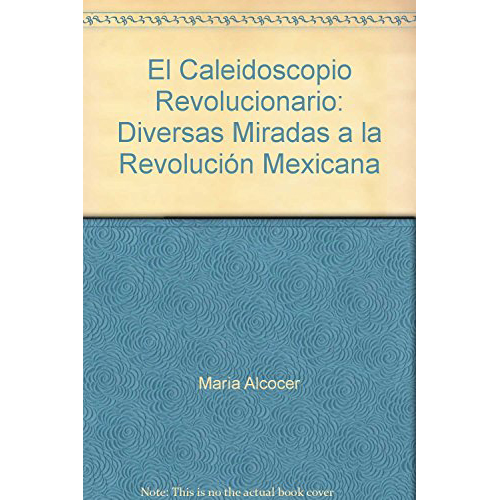 El Caleidoscopio
Revolucionario:
Diversas Miradas a la
Revolución Mexicana
Maria Alcocer
Note: This is no the actual book cover